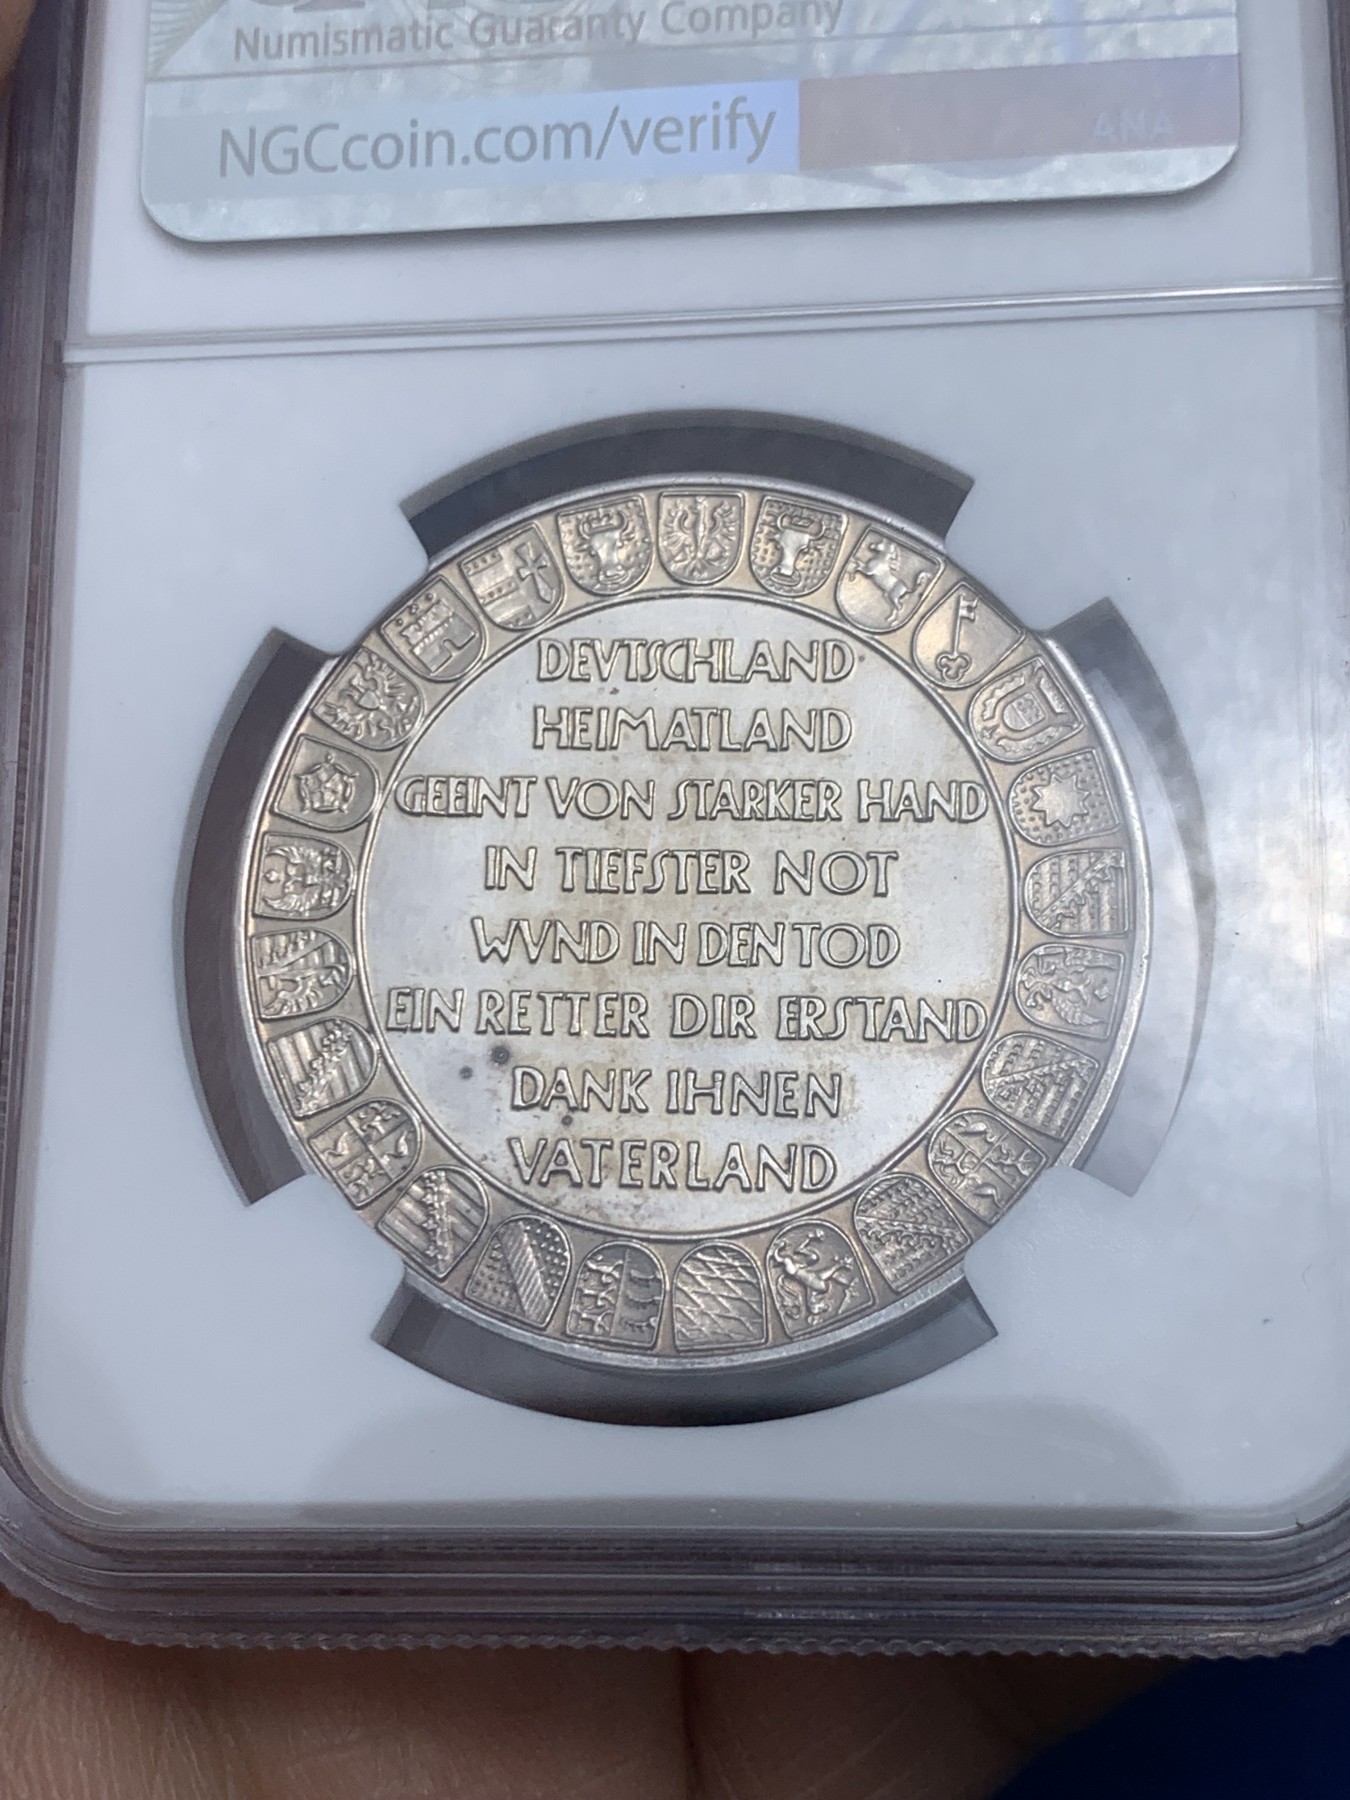 Numismatic Guaranty Company
NGCcoin.com/verify
ANA
DEVTSCHLAND
HEIMATLAND
GEEINT VON STARKER HAND
IN TIEFSTER NOT
WVND IN DEN TOD
EIN RETTER DIR ERSTAND
DANK IHNEN
VATERLAND